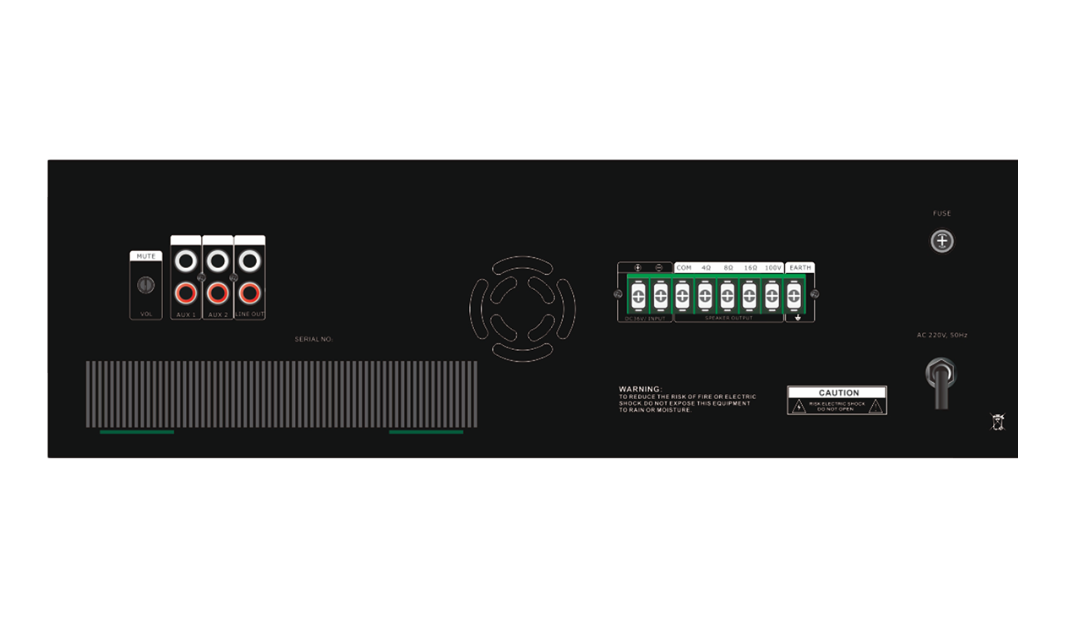 MUTE
VOL
AUX 1
AUX 2
LINE OUT
SERIAL NO:
COM
4Ω
8Ω
16Ω
100V
EARTH
INPUT
SPEAKER OUTPUT
FUSE
AC 220V, 50Hz
WARNING:
TO REDUCE THE RISK OF FIRE OR ELECTRIC
SHOCK.DO NOT EXPOSE THIS EQUIPMENT
TO RAIN OR MOISTURE.
CAUTION
RISK ELECTRIC SHOCK
DO NOT OPEN.